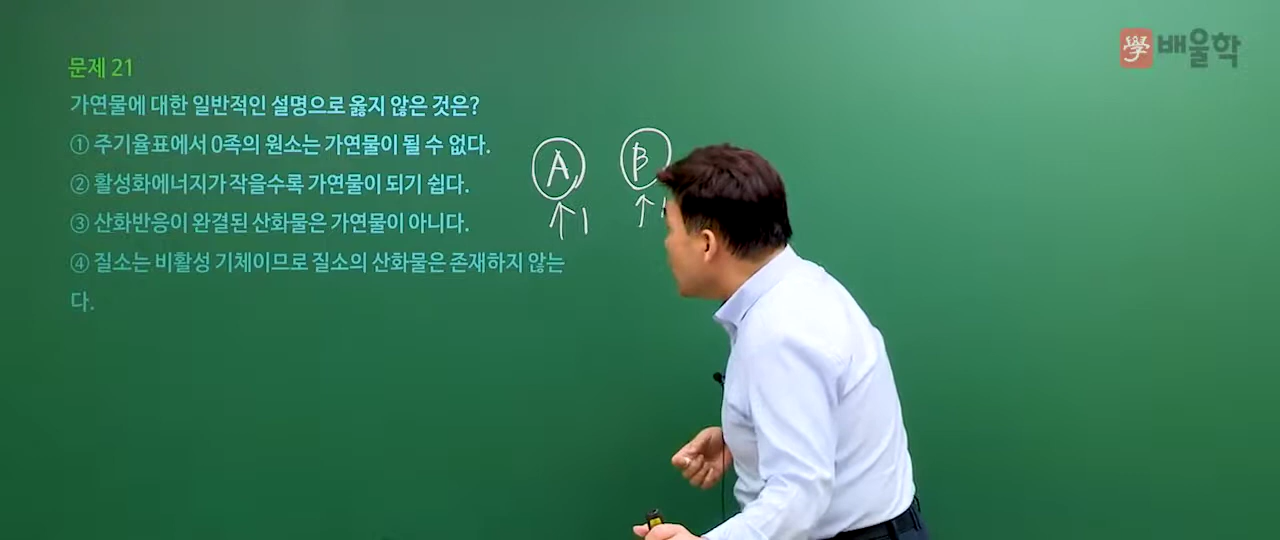 學 배울학
문제 21
가연물에 대한 일반적인 설명으로 옳지 않은 것은?
① 주기율표에서 0족의 원소는 가연물이 될 수 없다.
② 활성화에너지가 작을수록 가연물이 되기 쉽다.
③ 산화반응이 완결된 산화물은 가연물이 아니다.
④ 질소는 비활성 기체이므로 질소의 산화물은 존재하지 않는
다.
A B
↑1 ↑1